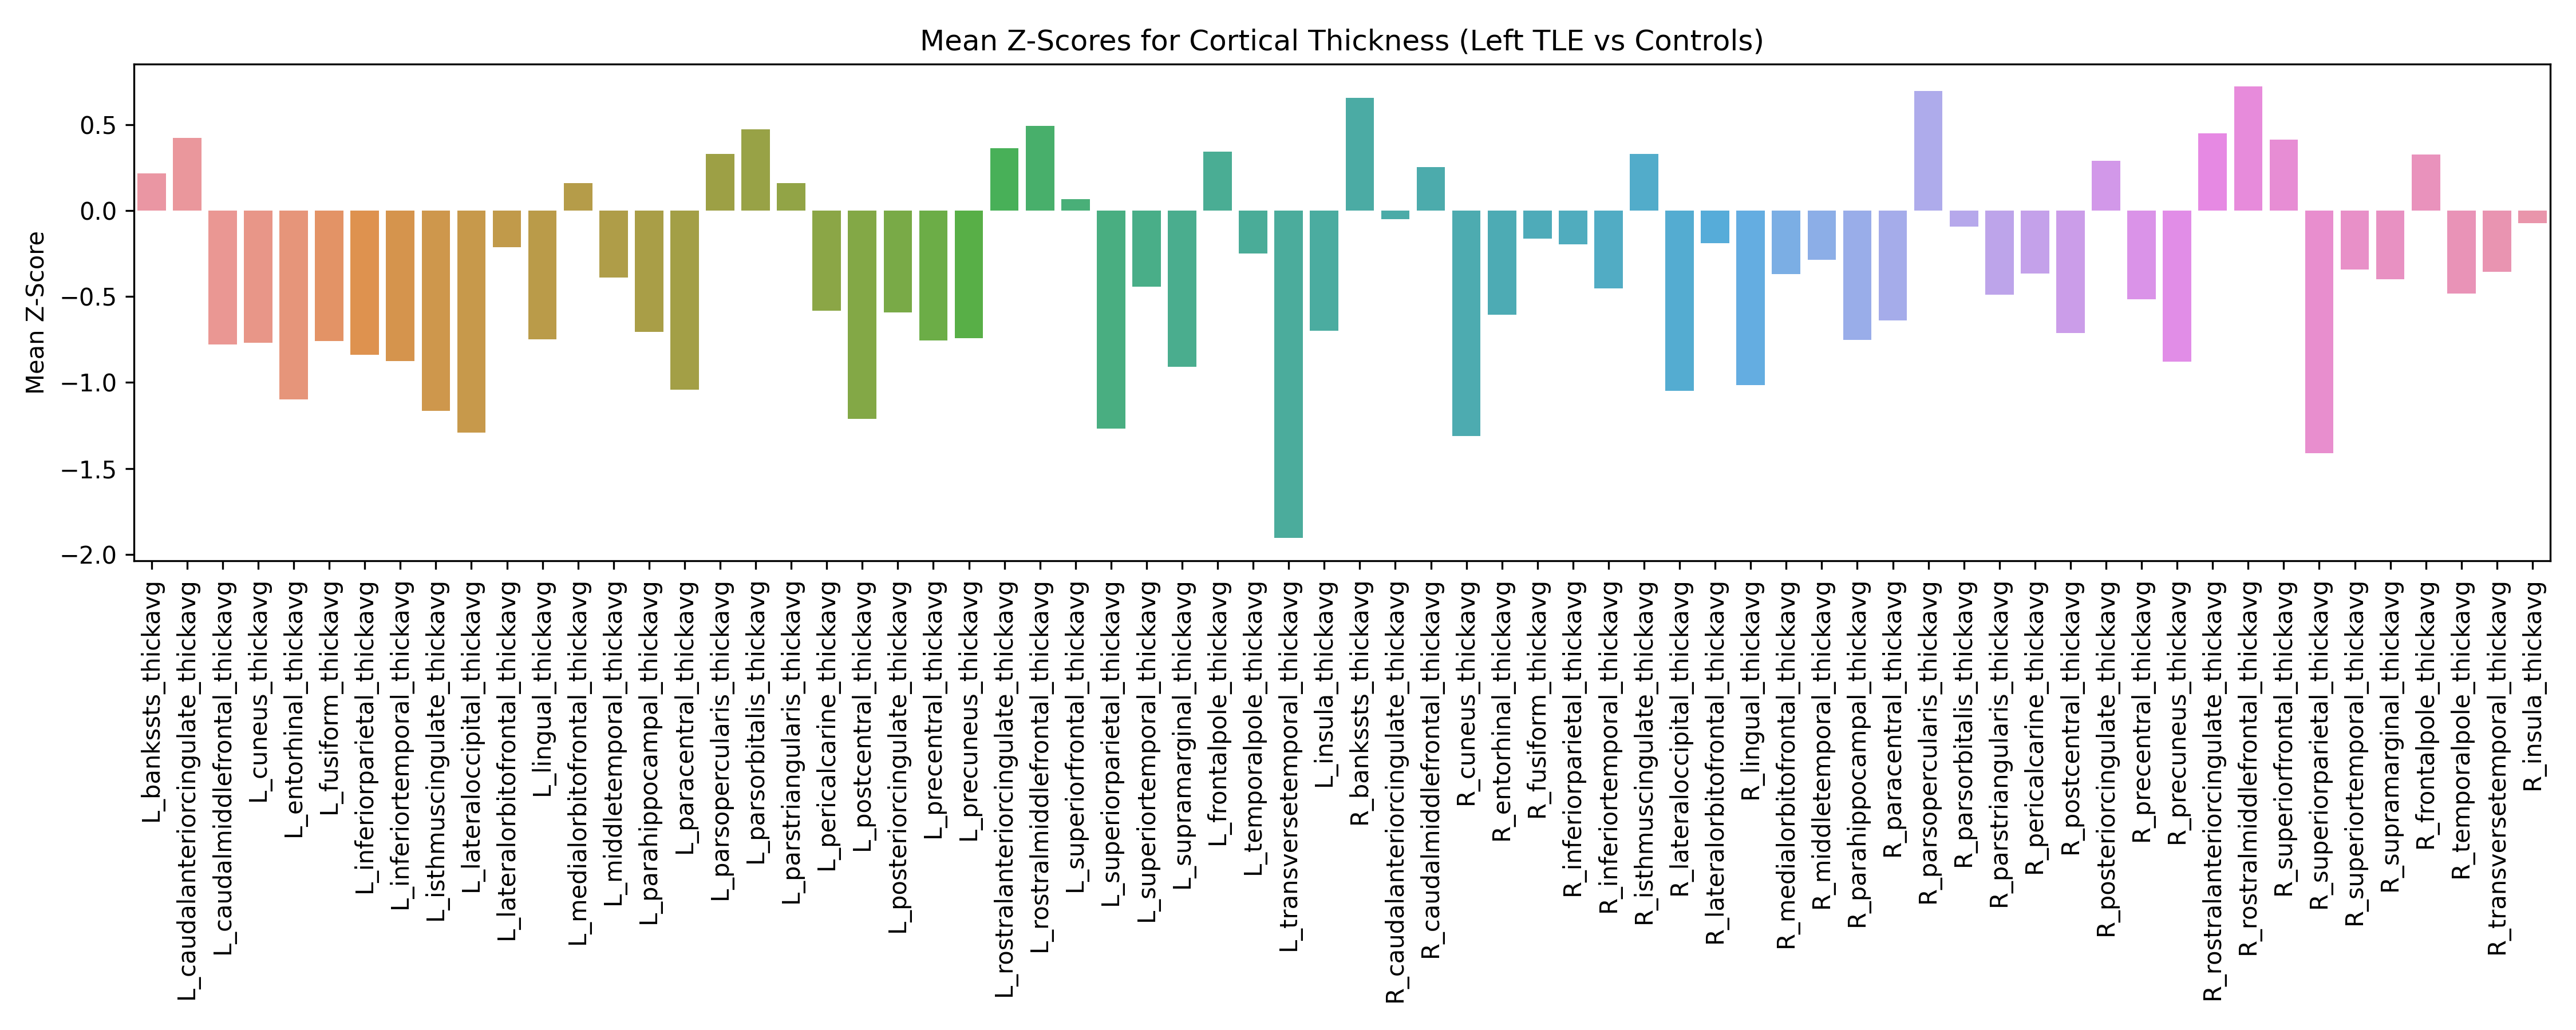 Mean Z-Scores for Cortical Thickness (Left TLE vs Controls)
Mean Z-Score
0.5
0.0
−0.5
−1.0
−1.5
−2.0
L_bankssts_thickavg
L_caudalanteriorcingulate_thickavg
L_caudalmiddlefrontal_thickavg
L_cuneus_thickavg
L_entorhinal_thickavg
L_fusiform_thickavg
L_inferiorparietal_thickavg
L_inferiortemporal_thickavg
L_isthmuscingulate_thickavg
L_lateraloccipital_thickavg
L_lateralorbitofrontal_thickavg
L_lingual_thickavg
L_medialorbitofrontal_thickavg
L_middletemporal_thickavg
L_parahippocampal_thickavg
L_paracentral_thickavg
L_parsopercularis_thickavg
L_parsorbitalis_thickavg
L_parstriangularis_thickavg
L_pericalcarine_thickavg
L_postcentral_thickavg
L_posteriorcingulate_thickavg
L_precentral_thickavg
L_precuneus_thickavg
L_rostralanteriorcingulate_thickavg
L_rostralmiddlefrontal_thickavg
L_superiorfrontal_thickavg
L_superiorparietal_thickavg
L_superiortemporal_thickavg
L_supramarginal_thickavg
L_frontalpole_thickavg
L_temporalpole_thickavg
L_transversetemporal_thickavg
L_insula_thickavg
R_bankssts_thickavg
R_caudalanteriorcingulate_thickavg
R_caudalmiddlefrontal_thickavg
R_cuneus_thickavg
R_entorhinal_thickavg
R_fusiform_thickavg
R_inferiorparietal_thickavg
R_inferiortemporal_thickavg
R_isthmuscingulate_thickavg
R_lateraloccipital_thickavg
R_lateralorbitofrontal_thickavg
R_lingual_thickavg
R_medialorbitofrontal_thickavg
R_middletemporal_thickavg
R_parahippocampal_thickavg
R_paracentral_thickavg
R_parsopercularis_thickavg
R_parsorbitalis_thickavg
R_parstriangularis_thickavg
R_pericalcarine_thickavg
R_postcentral_thickavg
R_posteriorcingulate_thickavg
R_precentral_thickavg
R_precuneus_thickavg
R_rostralanteriorcingulate_thickavg
R_rostralmiddlefrontal_thickavg
R_superiorfrontal_thickavg
R_superiorparietal_thickavg
R_superiortemporal_thickavg
R_supramarginal_thickavg
R_frontalpole_thickavg
R_temporalpole_thickavg
R_transversetemporal_thickavg
R_insula_thickavg